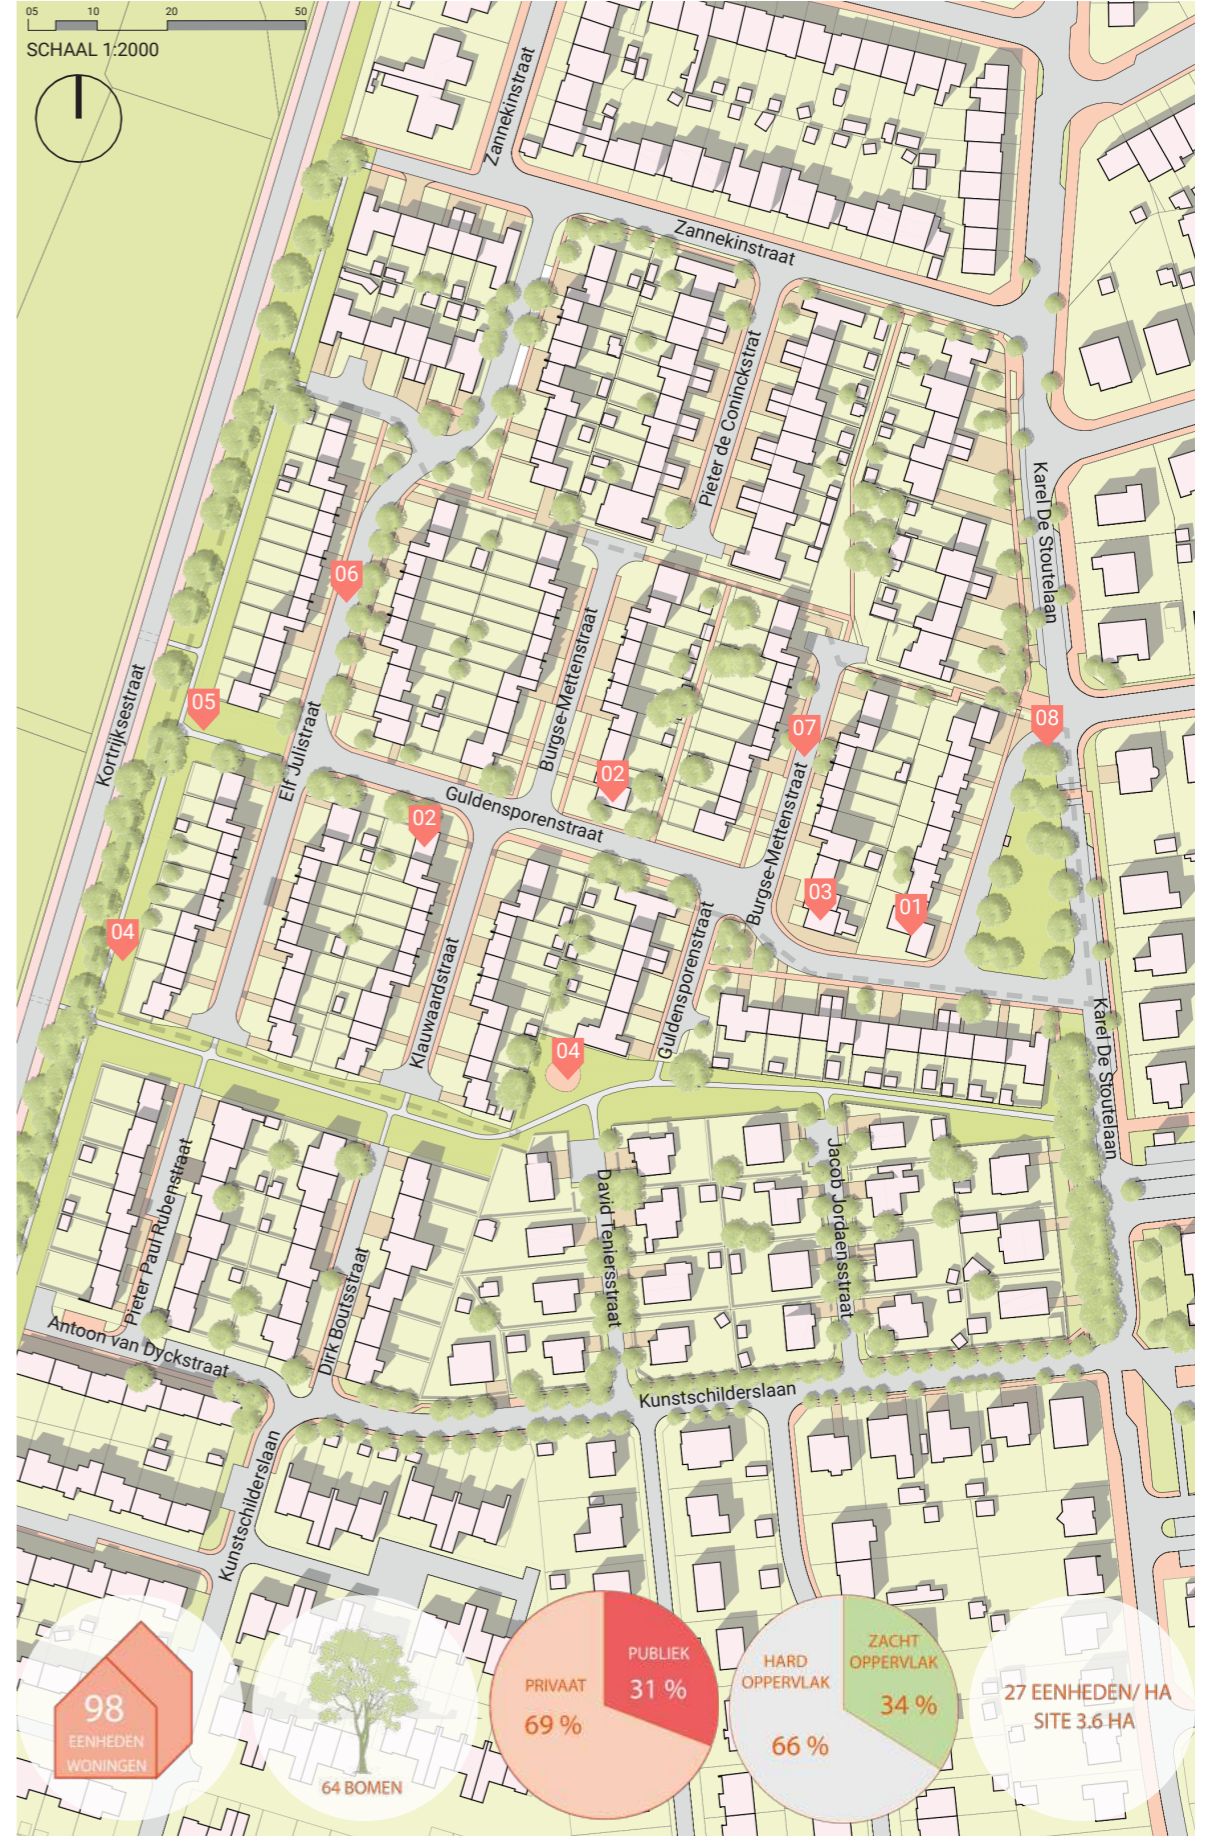 05 10 20 50
SCHAAL 1:2000
Zannekinstraat
Zannekinstraat
Pieter de Coninckstrat
Karel De Stoutelaan
06
Burgse-Mettenstraat
Kortrijksestraat
05
Elf Julistraat
07
08
02
Guldensporenstraat
02
Burgse-Mettenstraat
03
01
04
Klauwaardstraat
Guldensporenstraat
04
Karel De Stoutelaan
Pieter Paul Rubenstraat
David Teniersstraat
Jacob Jordaensstraat
Dirk Boutsstraat
Antoon van Dyckstraat
Kunstschilderslaan
Kunstschilderslaan
98
EENHEDEN
WONINGEN
64 BOMEN
PRIVAAT
69 %
PUBLIEK
31 %
HARD
OPPERVLAK
66 %
ZACHT
OPPERVLAK
34 %
27 EENHEDEN/ HA
SITE 3.6 HA